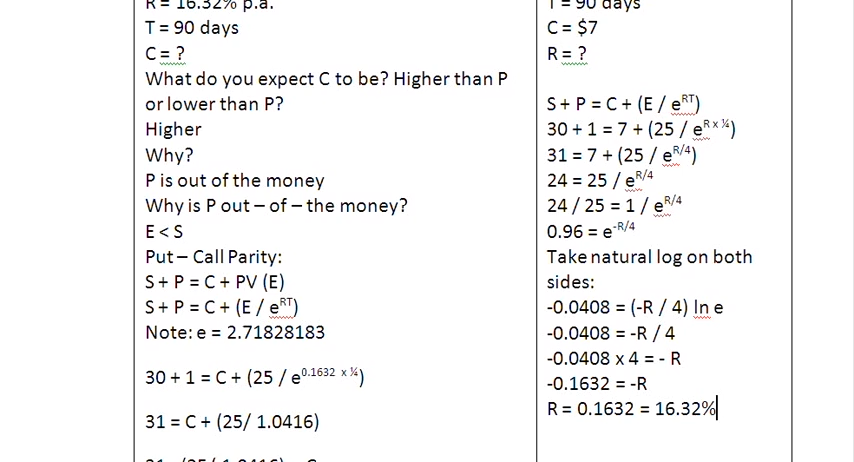 R = 16.32% p.a.
T = 90 days
C = ?
What do you expect C to be? Higher than P
or lower than P?
Higher
Why?
P is out of the money
Why is P out – of – the money?
E < S
Put – Call Parity:
S + P = C + PV (E)
S + P = C + (E / e^RT)
Note: e = 2.71828183
30 + 1 = C + (25 / e^0.1632 x ¼)
31 = C + (25/ 1.0416)
31 – (25/ 1.0416) = C
T = 90 days
C = $7
R = ?
S + P = C + (E / e^RT)
30 + 1 = 7 + (25 / e^R x ¼)
31 = 7 + (25 / e^R/4)
24 = 25 / e^R/4
24 / 25 = 1 / e^R/4
0.96 = e^-R/4
Take natural log on both
sides:
-0.0408 = (-R / 4) ln e
-0.0408 = -R / 4
-0.0408 x 4 = - R
-0.1632 = -R
R = 0.1632 = 16.32%